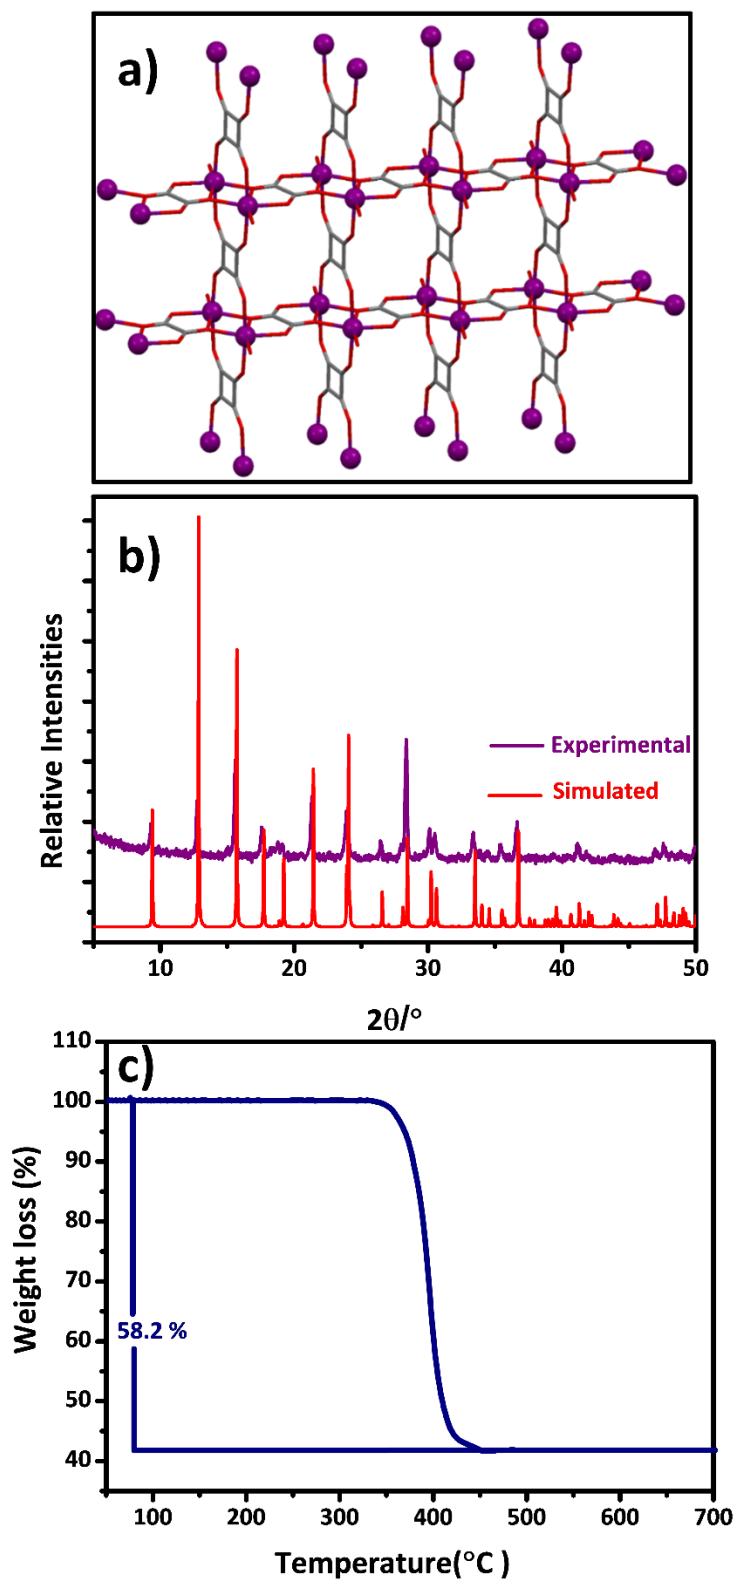 a)
b)
Relative Intensities
Experimental
Simulated
10 20 30 40 50
2θ/°
c)
Weight loss (%)
110
100
90
80
70
60
50
40
58.2 %
100 200 300 400 500 600 700
Temperature(°C )